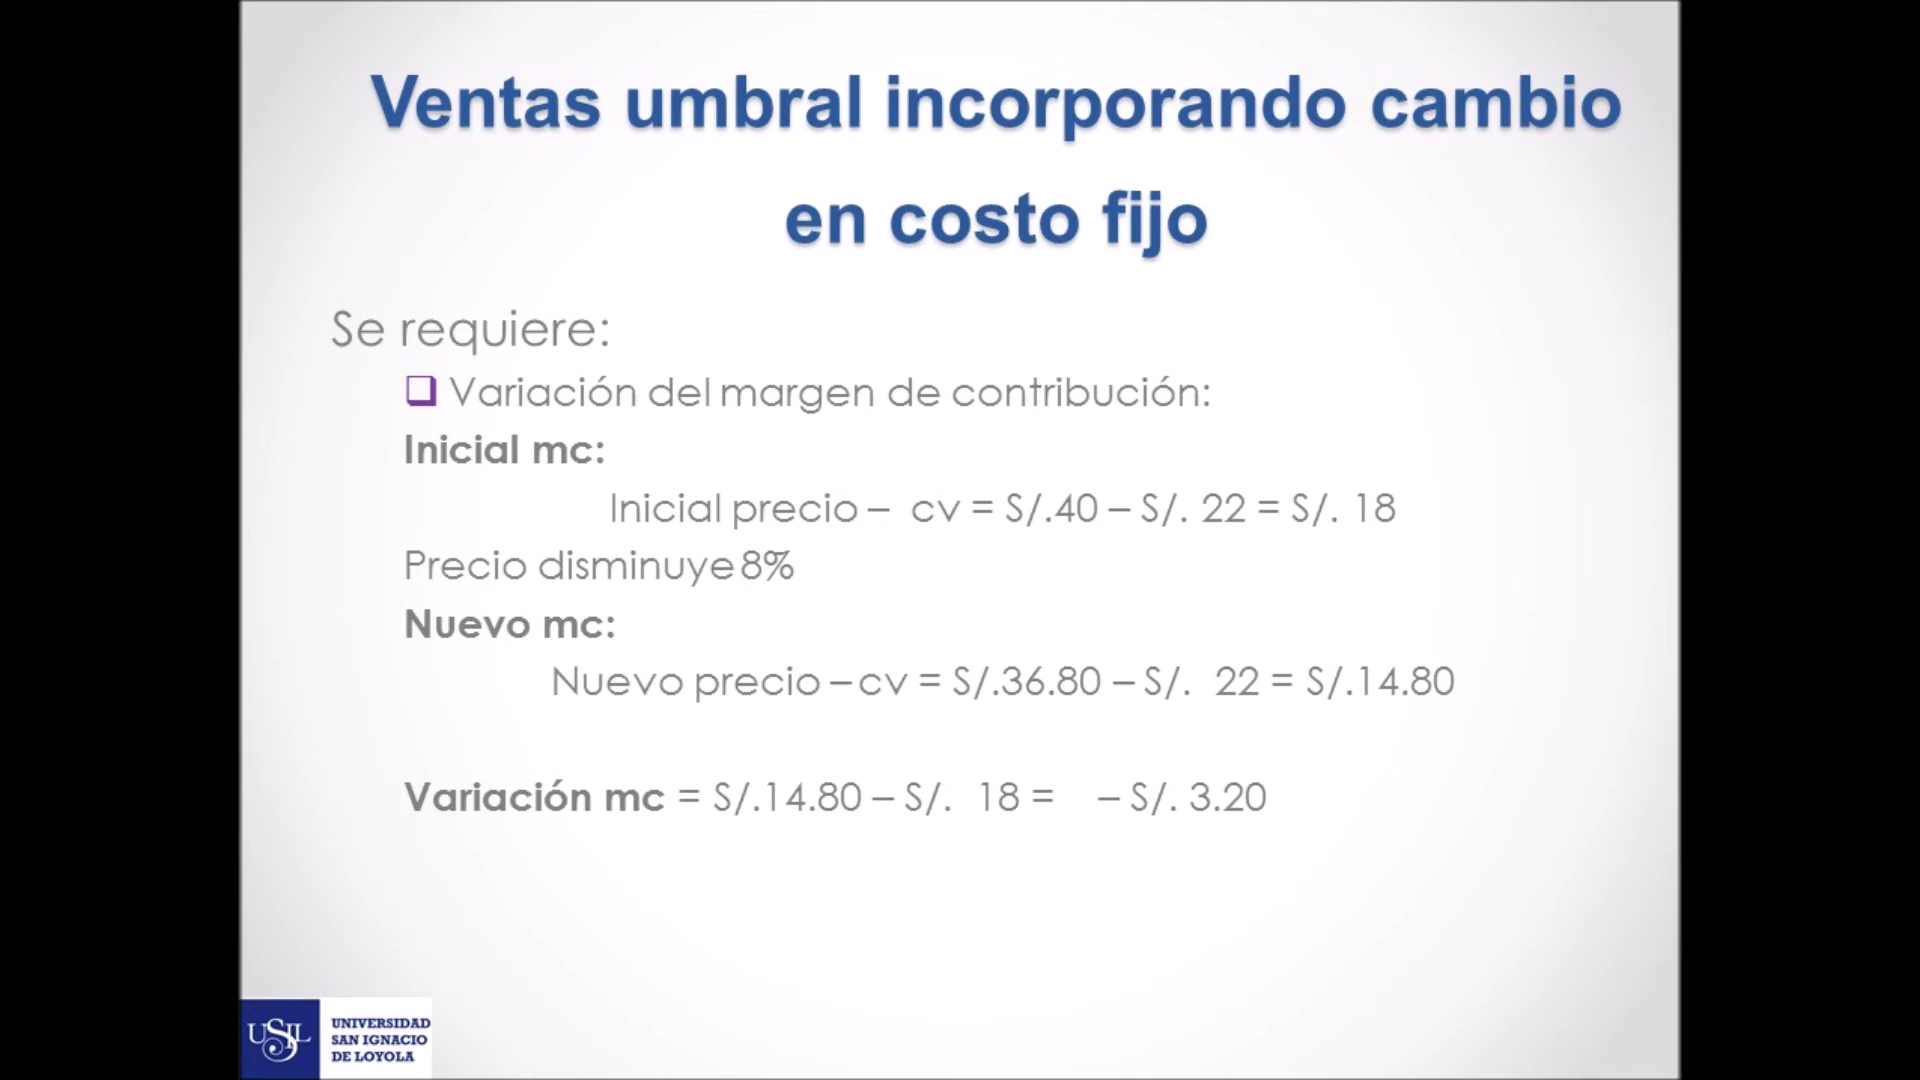 Ventas umbral incorporando cambio
en costo fijo
Se requiere:
Variación del margen de contribución:
Inicial mc:
Inicial precio – cv = S/.40 – S/. 22 = S/. 18
Precio disminuye 8%
Nuevo mc:
Nuevo precio – cv = S/.36.80 – S/. 22 = S/.14.80
Variación mc = S/.14.80 – S/. 18 = – S/. 3.20
USIL
UNIVERSIDAD
SAN IGNACIO
DE LOYOLA